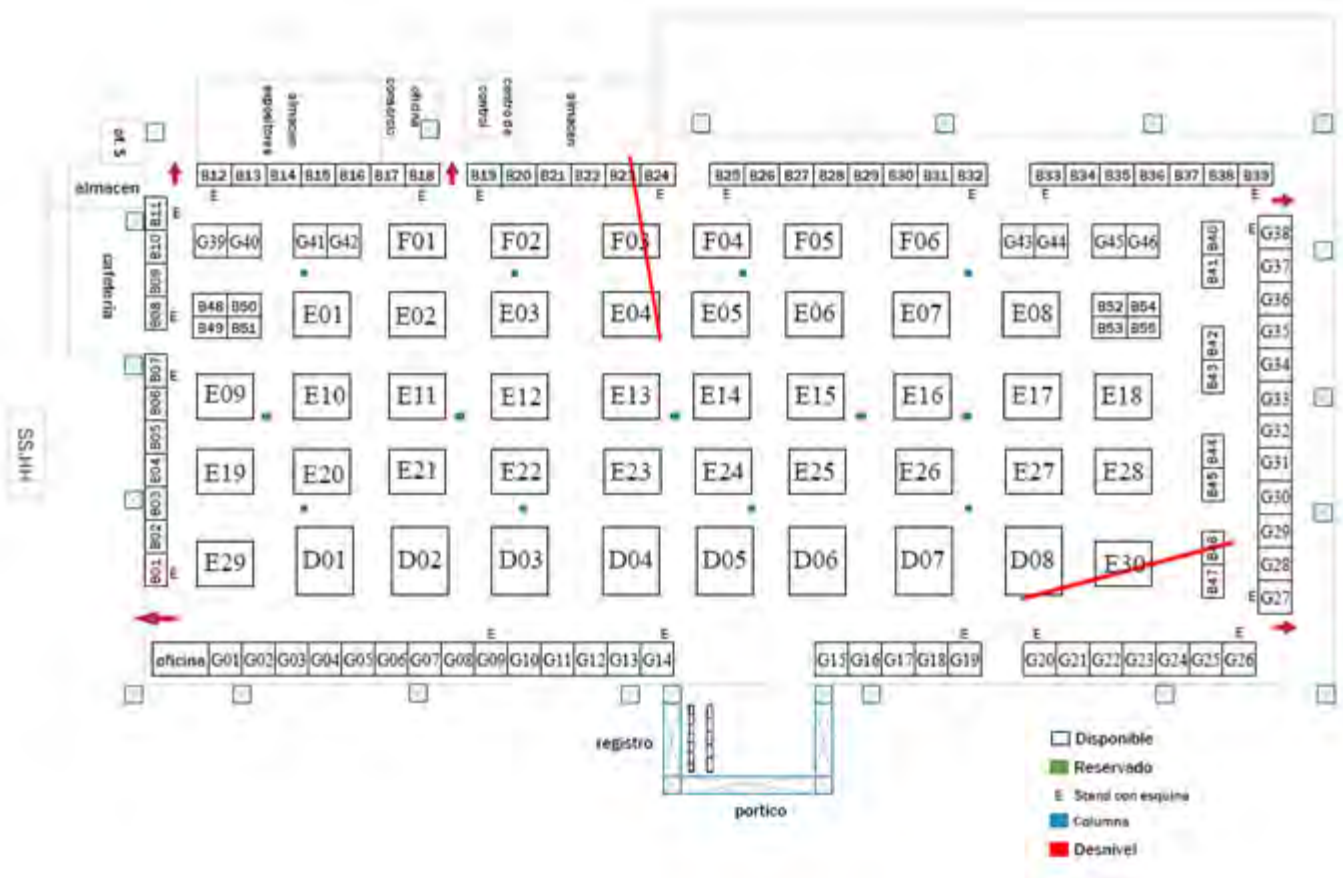 almacen
expositores
oficina
consorcio
centro de
control
almacen
of. 5
almacen
cafeteria
SS.HH
B12 B13 B14 B15 B16 B17 B18
B19 B20 B21 B22 B23 B24
B25 B26 B27 B28 B29 B30 B31 B32
B33 B34 B35 B36 B37 B38 B39
E E E E E E E E
B11 E
B10
B09
B08 E
B07 E
B06
B05
B04
B03
B02
B01 E
G39 G40 G41 G42 F01 F02 F03 F04 F05 F06 G43 G44 G45 G46
B48 B50
B49 B51
E01 E02 E03 E04 E05 E06 E07 E08
B52 B54
B53 B55
E09 E10 E11 E12 E13 E14 E15 E16 E17 E18
E19 E20 E21 E22 E23 E24 E25 E26 E27 E28
E29 D01 D02 D03 D04 D05 D06 D07 D08 E30
B41 B40
B43 B42
B45 B44
B47 B46
E G38
G37
G36
G35
G34
G33
G32
G31
G30
G29
G28
E G27
E E E E E
oficina G01 G02 G03 G04 G05 G06 G07 G08 G09 G10 G11 G12 G13 G14
G15 G16 G17 G18 G19
G20 G21 G22 G23 G24 G25 G26
registro
portico
Disponible
Reservado
E Stand con esquina
Columna
Desnivel